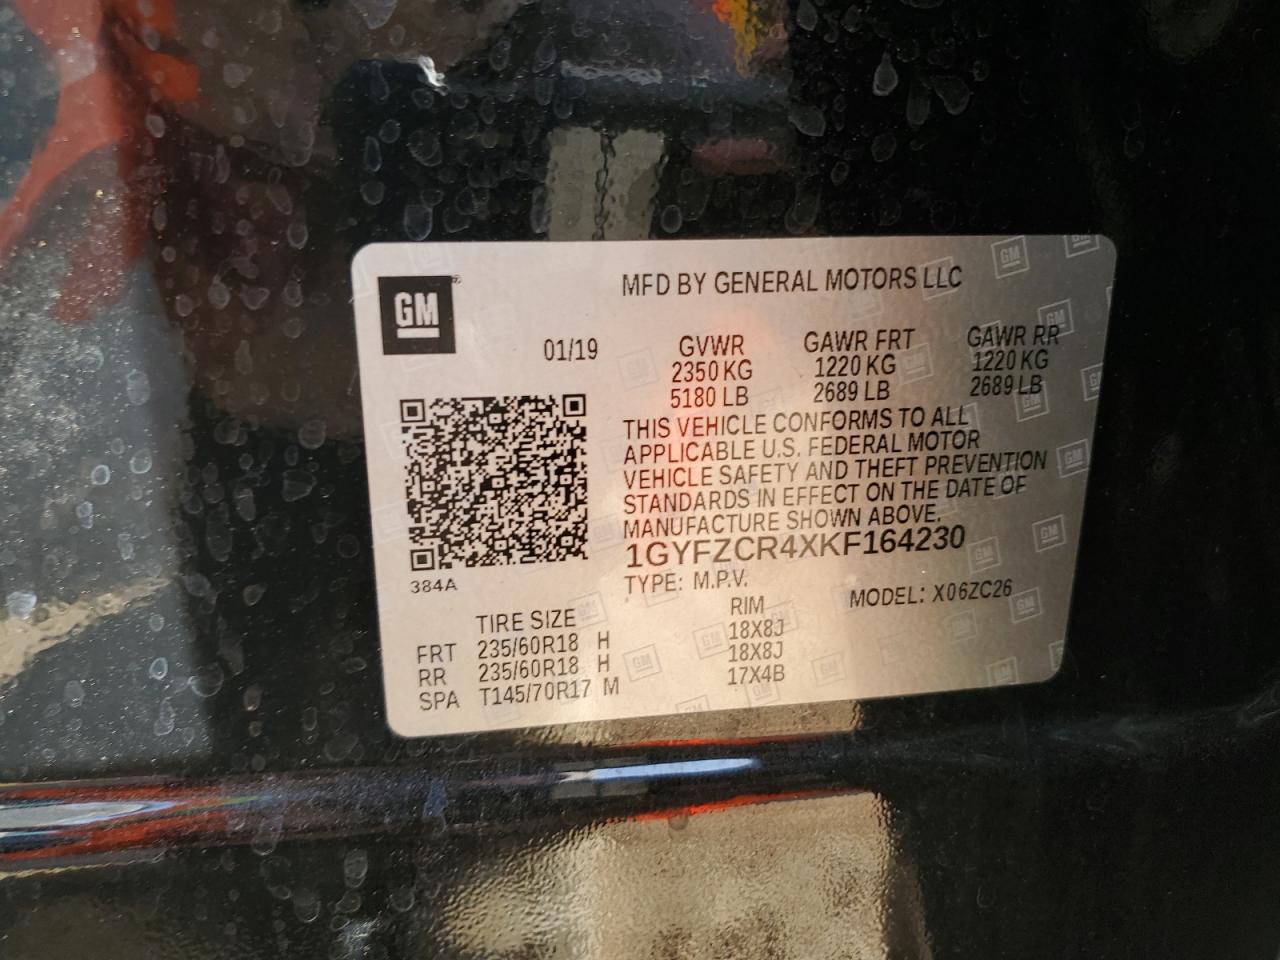 GM
MFD BY GENERAL MOTORS LLC
01/19
GVWR GAWR FRT GAWR RR
2350 KG 1220 KG 1220 KG
5180 LB 2689 LB 2689 LB
THIS VEHICLE CONFORMS TO ALL
APPLICABLE U.S. FEDERAL MOTOR
VEHICLE SAFETY AND THEFT PREVENTION
STANDARDS IN EFFECT ON THE DATE OF
MANUFACTURE SHOWN ABOVE.
1GYFZCR4XKF164230
384A
TYPE: M.P.V. MODEL: X06ZC26
TIRE SIZE RIM
FRT 235/60R18 H 18X8J
RR 235/60R18 H 18X8J
SPA T145/70R17 M 17X4B